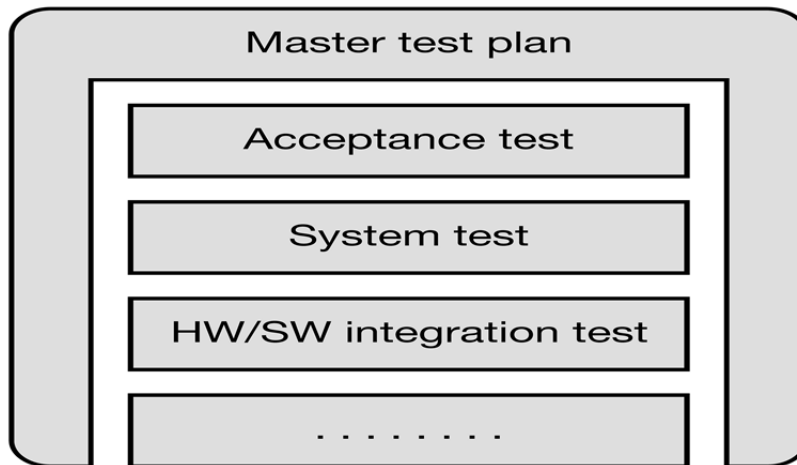 Master test plan
Acceptance test
System test
HW/SW integration test
. . . . . . . .